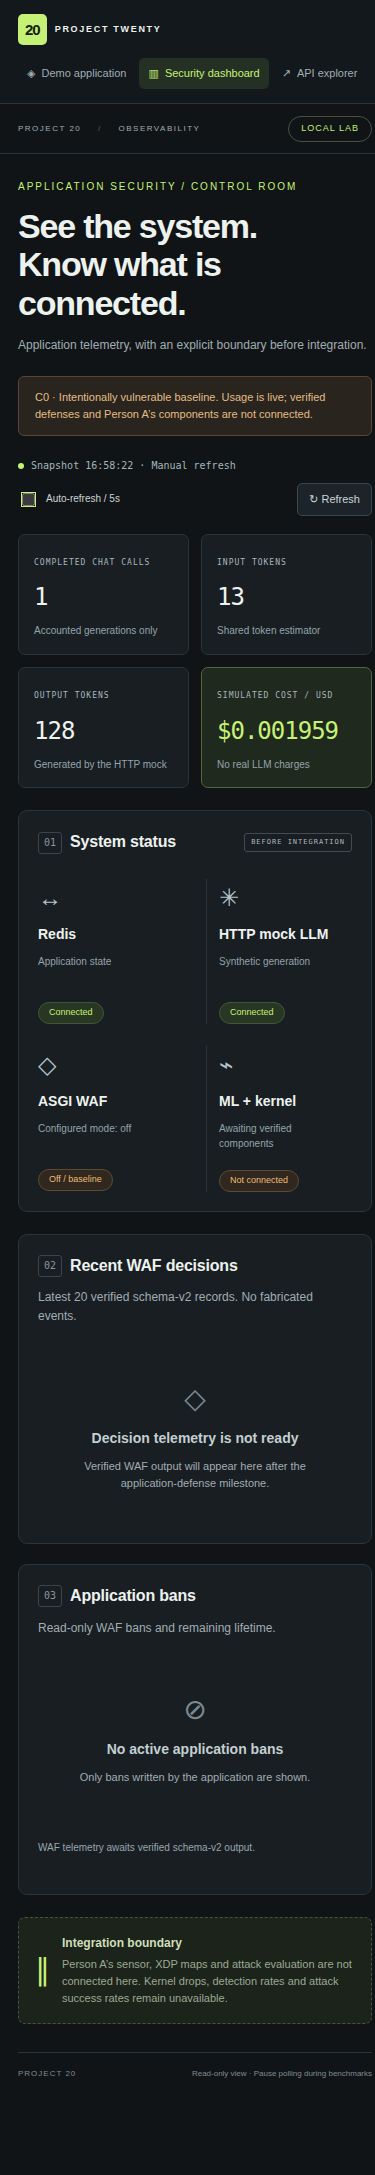 20 PROJECT TWENTY
Demo application Security dashboard API explorer
PROJECT 20 / OBSERVABILITY LOCAL LAB
APPLICATION SECURITY / CONTROL ROOM
See the system.
Know what is
connected.
Application telemetry, with an explicit boundary before integration.
C0 · Intentionally vulnerable baseline. Usage is live; verified
defenses and Person A's components are not connected.
Snapshot 16:58:22 · Manual refresh
Auto-refresh / 5s ↻ Refresh
COMPLETED CHAT CALLS INPUT TOKENS
1 13
Accounted generations only Shared token estimator
OUTPUT TOKENS SIMULATED COST / USD
128 $0.001959
Generated by the HTTP mock No real LLM charges
01 System status BEFORE INTEGRATION
Redis HTTP mock LLM
Application state Synthetic generation
Connected Connected
ASGI WAF ML + kernel
Configured mode: off Awaiting verified
components
Off / baseline Not connected
02 Recent WAF decisions
Latest 20 verified schema-v2 records. No fabricated
events.
Decision telemetry is not ready
Verified WAF output will appear here after the
application-defense milestone.
03 Application bans
Read-only WAF bans and remaining lifetime.
No active application bans
Only bans written by the application are shown.
WAF telemetry awaits verified schema-v2 output.
Integration boundary
Person A's sensor, XDP maps and attack evaluation are not
connected here. Kernel drops, detection rates and attack
success rates remain unavailable.
PROJECT 20 Read-only view · Pause polling during benchmarks